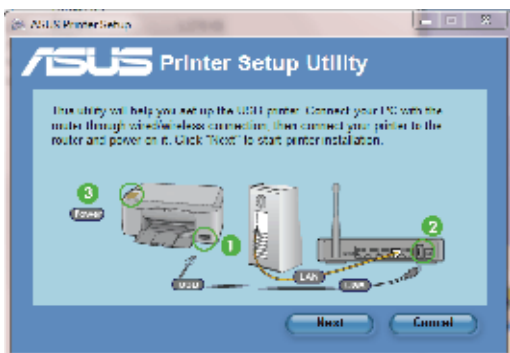 ASUS Printer Setup
ASUS Printer Setup Utility
This utility will help you set up the USB printer. Connect your PC with the
router through wired/wireless connection, then connect your printer to the
router and power on it. Click "Next" to start printer installation.
3
Power
1
2
LAN
USB
USB
Next
Cancel